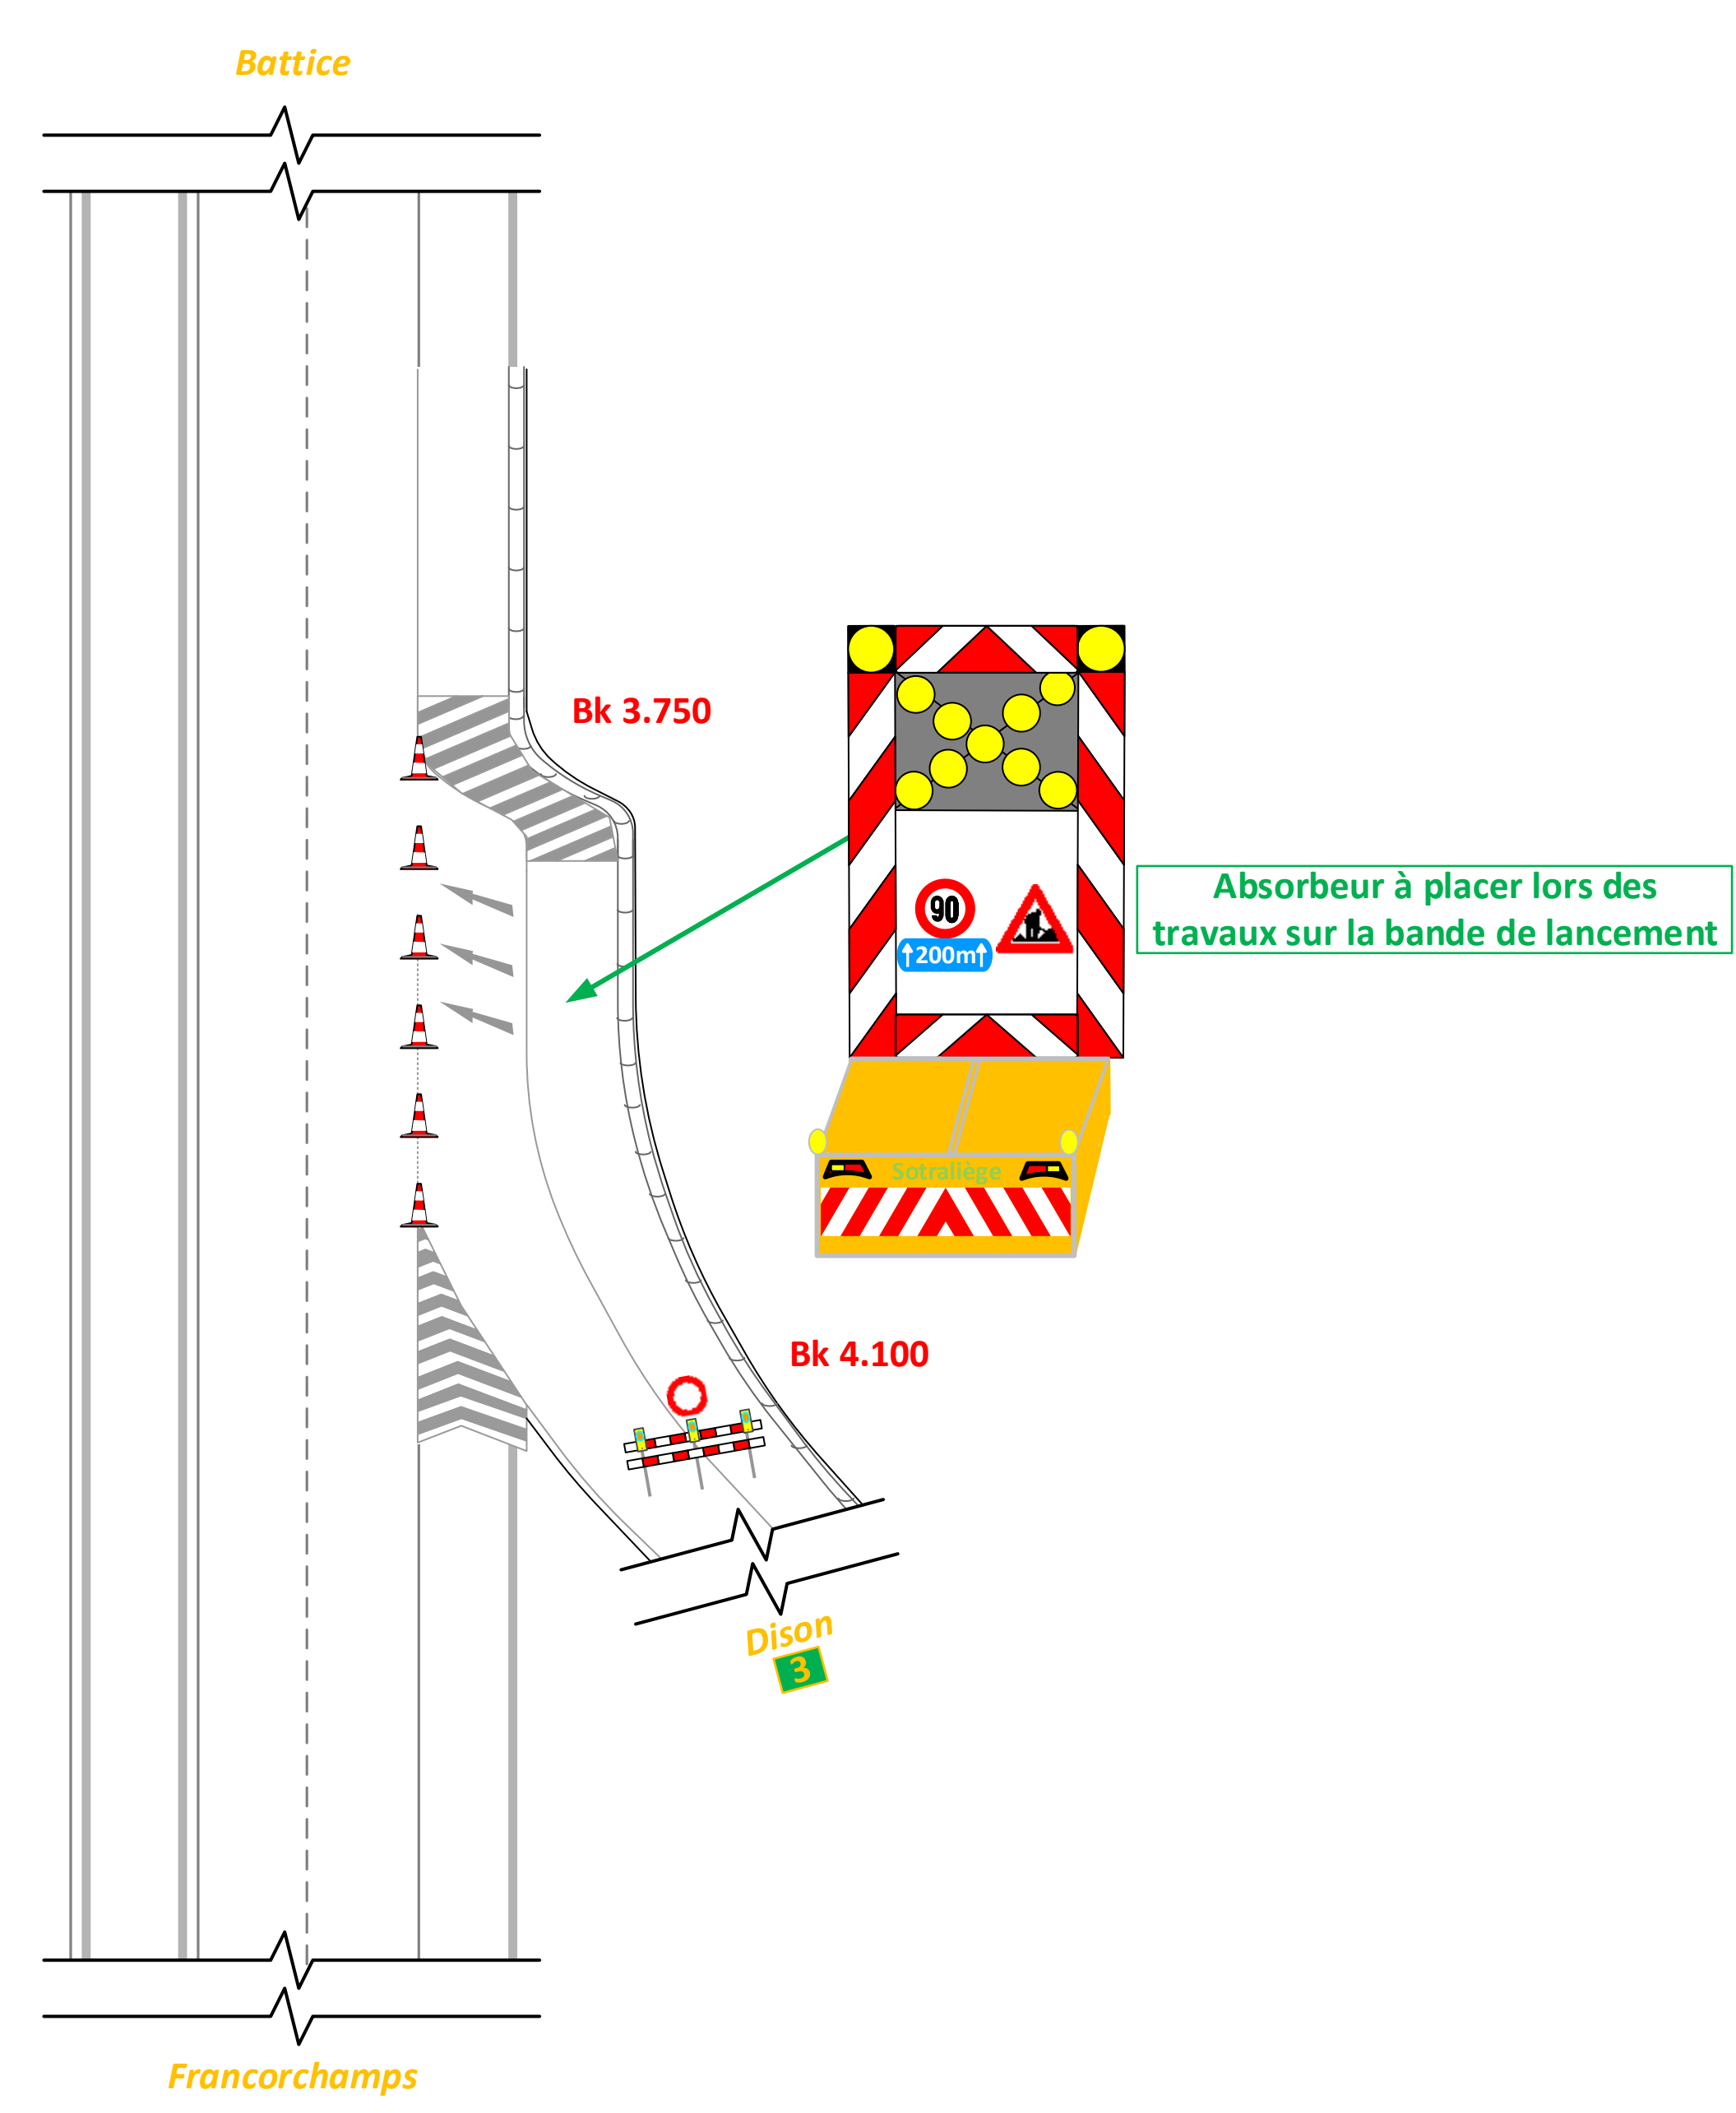 Battice
Bk 3.750
90
200m
Absorbeur à placer lors des
travaux sur la bande de lancement
Sotraliège
Bk 4.100
Dison
3
Francorchamps